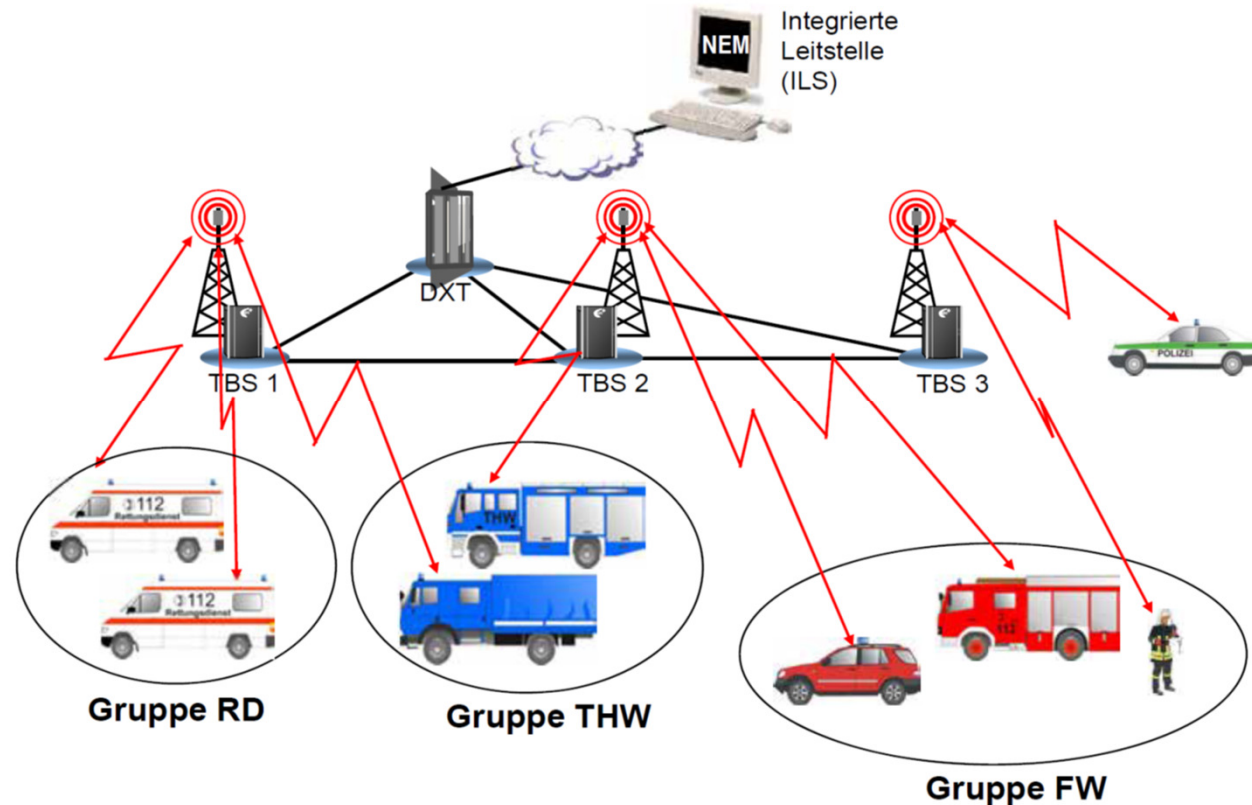 NEM
Integrierte
Leitstelle
(ILS)
DXT
TBS 1
TBS 2
TBS 3
POLIZEI
112
Rettungsdienst
THW
112
Rettungsdienst
112
Gruppe RD
Gruppe THW
Gruppe FW